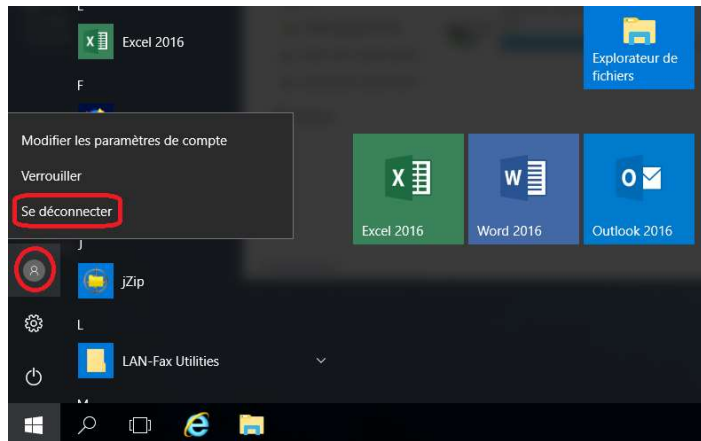 Excel 2016
F
Modifier les paramètres de compte
Verrouiller
Se déconnecter
J
jZip
L
LAN-Fax Utilities
Explorateur de
fichiers
Excel 2016
Word 2016
Outlook 2016